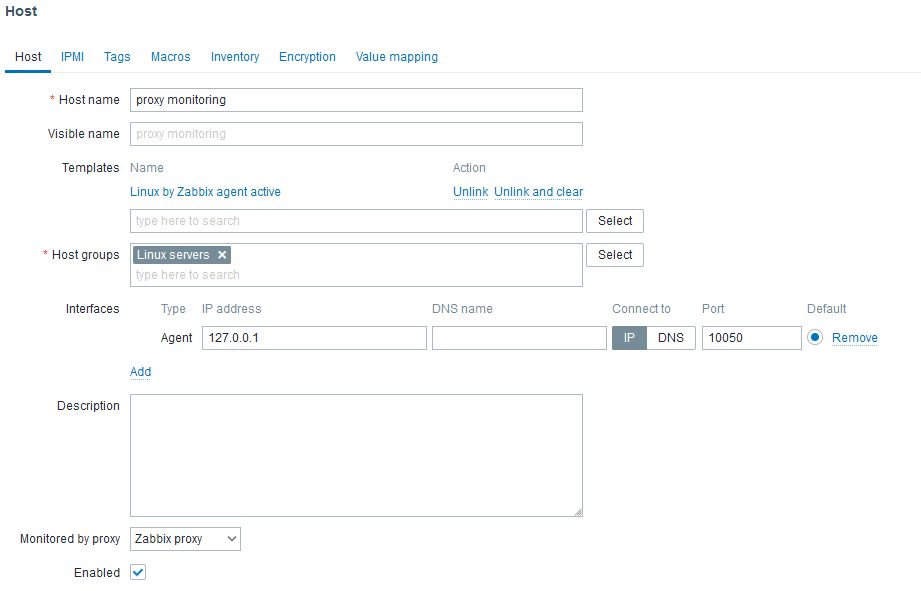 Host
Host IPMI Tags Macros Inventory Encryption Value mapping
* Host name proxy monitoring
Visible name proxy monitoring
Templates Name Action
Linux by Zabbix agent active Unlink Unlink and clear
type here to search Select
* Host groups Linux servers Select
type here to search
Interfaces Type IP address DNS name Connect to Port Default
Agent 127.0.0.1 IP DNS 10050 Remove
Add
Description
Monitored by proxy Zabbix proxy
Enabled